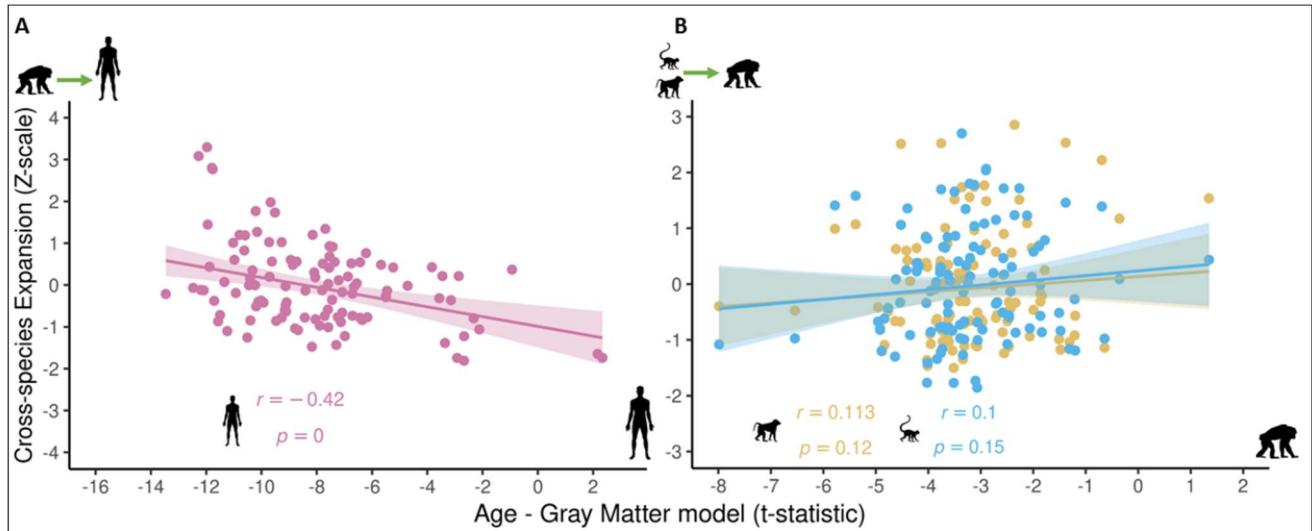 A
B
Cross-species Expansion (Z-scale)
4
3
2
1
0
-1
-2
-3
-4
r = −0.42
p = 0
-16 -14 -12 -10 -8 -6 -4 -2 0 2
3
2
1
0
-1
-2
-3
r = 0.113 r = 0.1
p = 0.12 p = 0.15
-8 -7 -6 -5 -4 -3 -2 -1 0 1 2
Age - Gray Matter model (t-statistic)